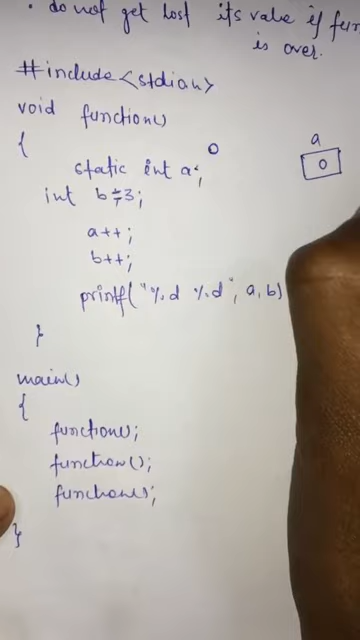 . do not get lost its value if fun
is over.
#include <stdio.h>
void function()
{
static int a; 0
a
0
int b=3;
a++;
b++;
printf("%d %d", a, b)
}
main()
{
function();
function();
function();
}